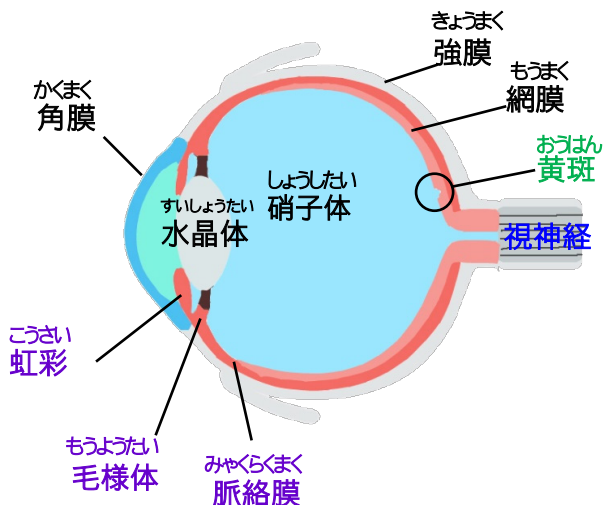 きょうまく
強膜
もうまく
網膜
かくまく
角膜
おうはん
黄斑
しょうしたい
硝子体
すいしょうたい
水晶体
視神経
こうさい
虹彩
もうようたい
毛様体
みゃくらくまく
脈絡膜